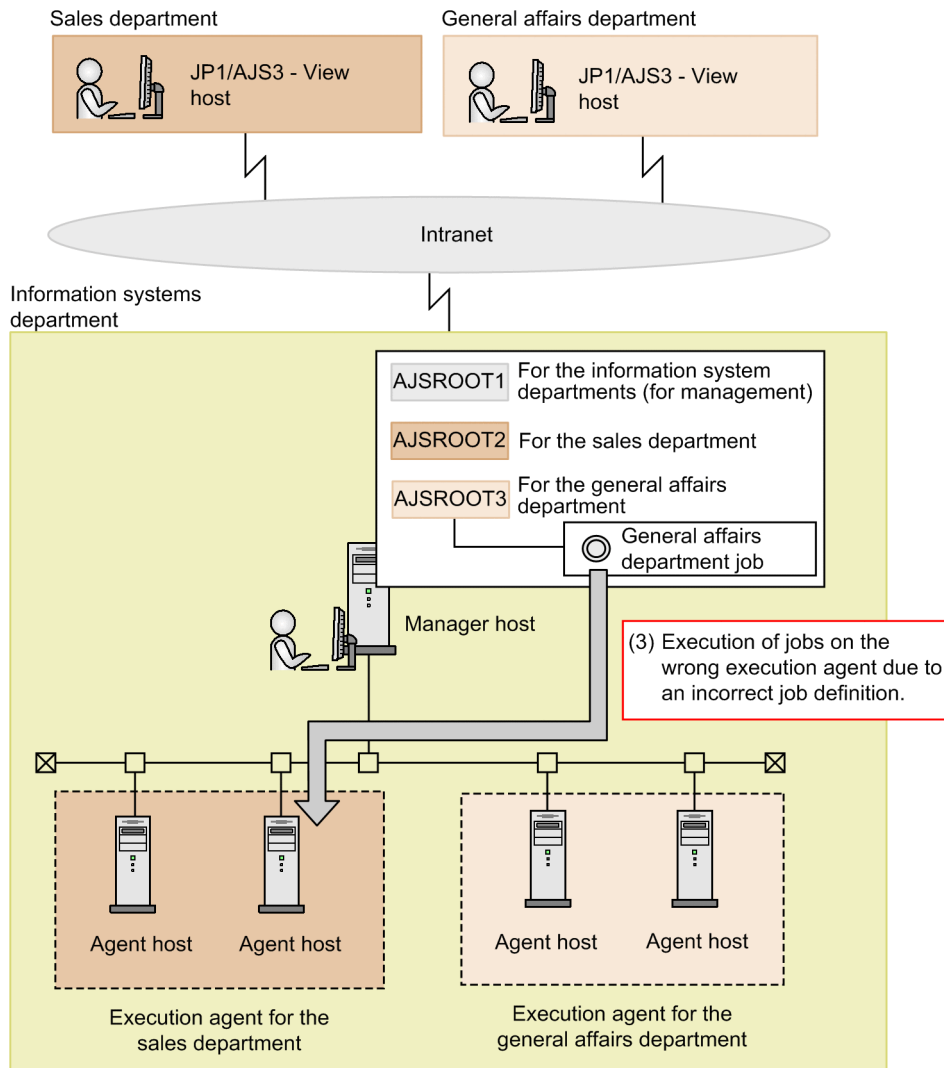 Sales department
General affairs department
JP1/AJS3 - View
host
JP1/AJS3 - View
host
Intranet
Information systems
department
AJSROOT1
For the information system
departments (for management)
AJSROOT2
For the sales department
AJSROOT3
For the general affairs
department
General affairs
department job
Manager host
(3) Execution of jobs on the
wrong execution agent due to
an incorrect job definition.
Agent host
Agent host
Agent host
Agent host
Execution agent for the
sales department
Execution agent for the
general affairs department